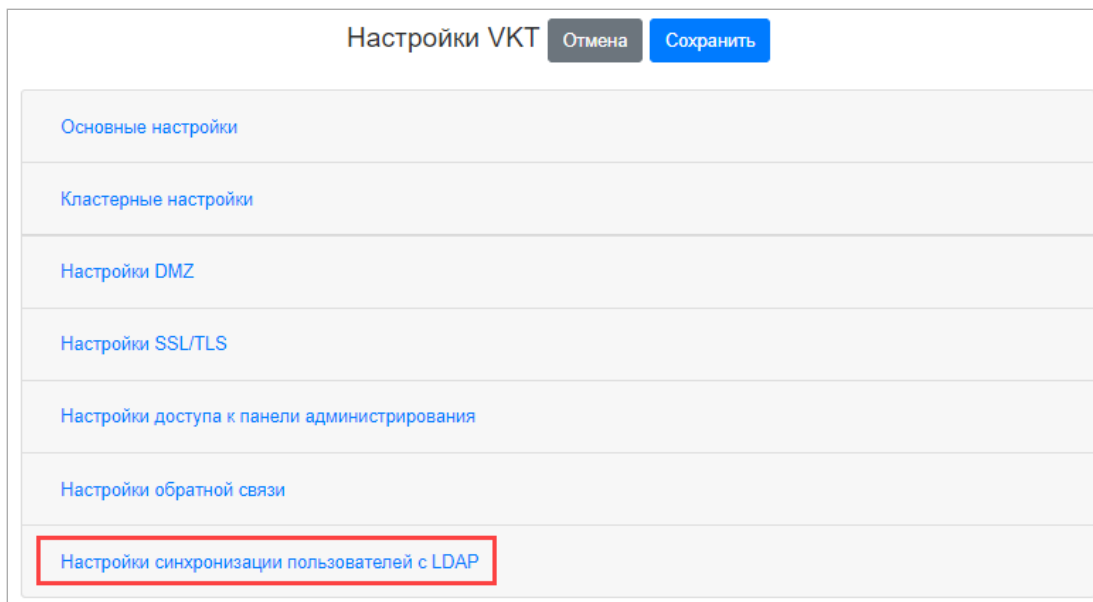 Настройки VKT Отмена Сохранить
Основные настройки
Кластерные настройки
Настройки DMZ
Настройки SSL/TLS
Настройки доступа к панели администрирования
Настройки обратной связи
Настройки синхронизации пользователей с LDAP